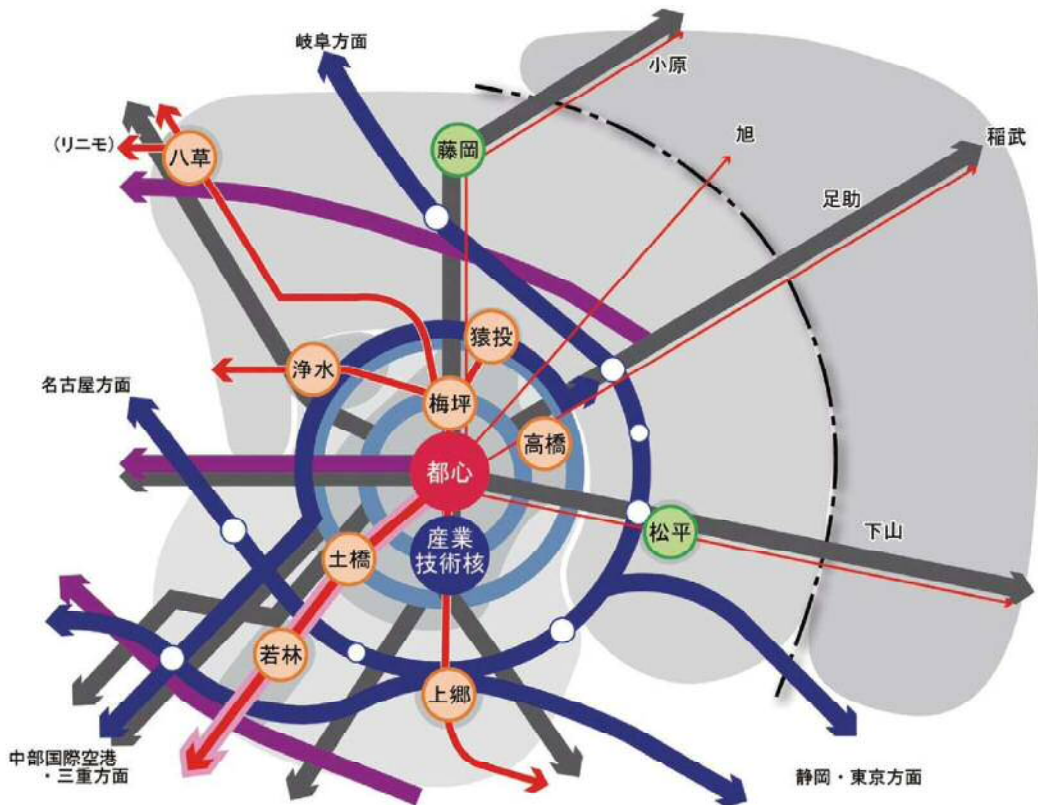 岐阜方面
小原
(リニモ)
八草
藤岡
旭
稲武
足助
猿投
浄水
名古屋方面
梅坪
高橋
都心
松平
下山
産業
技術核
土橋
若林
上郷
中部国際空港
・三重方面
静岡・東京方面